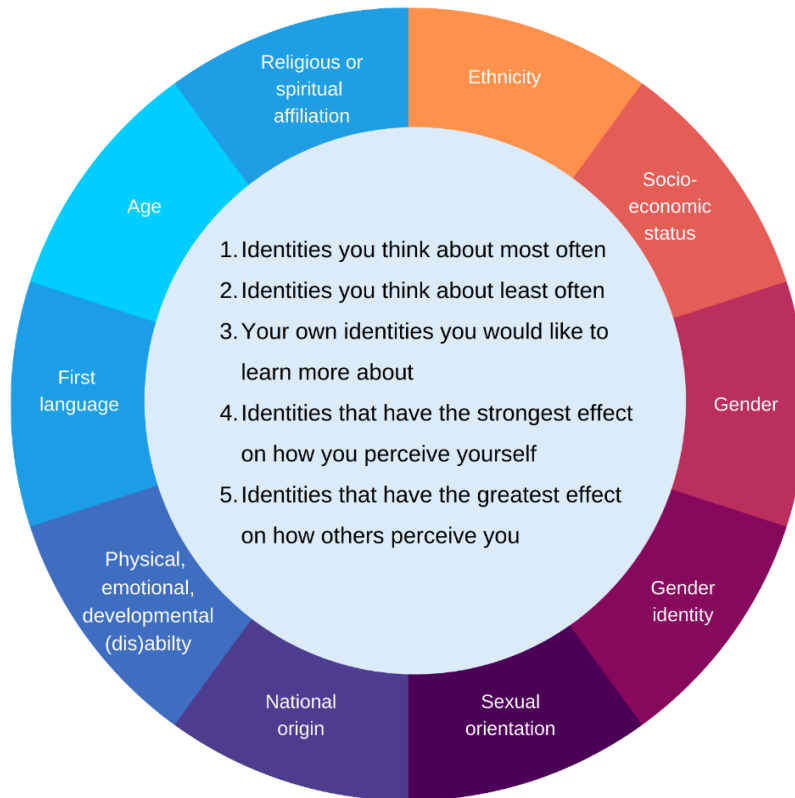 Religious or
spiritual
affiliation
Ethnicity
Socio-
economic
status
Gender
Gender
identity
Sexual
orientation
National
origin
Physical,
emotional,
developmental
(dis)abilty
First
language
Age
1. Identities you think about most often
2. Identities you think about least often
3. Your own identities you would like to
learn more about
4. Identities that have the strongest effect
on how you perceive yourself
5. Identities that have the greatest effect
on how others perceive you